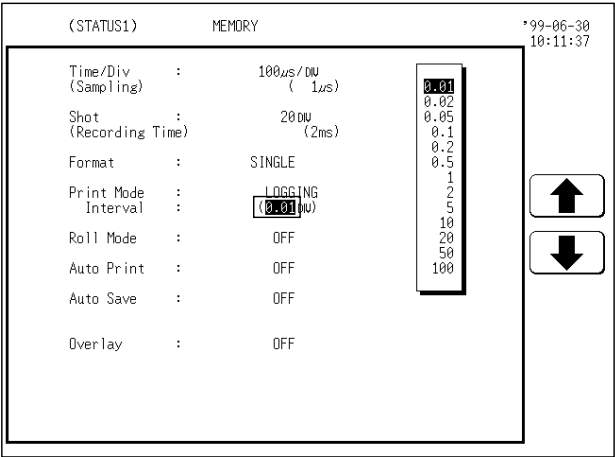 (STATUS1) MEMORY '99-06-30
10:11:37
Time/Div : 100µs/DIV
(Sampling) ( 1µs)
Shot : 20DIV
(Recording Time) (2ms)
Format : SINGLE
Print Mode : LOGGING
Interval : (0.01DIV)
Roll Mode : OFF
Auto Print : OFF
Auto Save : OFF
Overlay : OFF
0.01
0.02
0.05
0.1
0.2
0.5
1
2
5
10
20
50
100